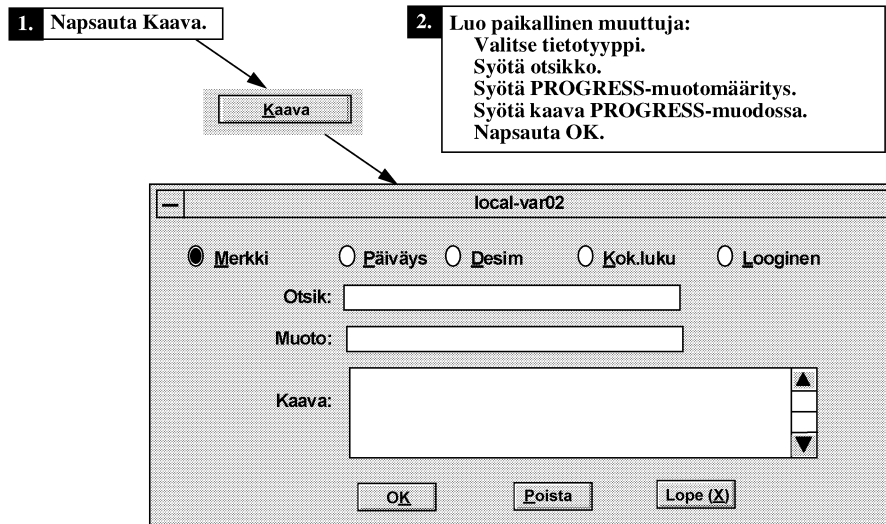 1. Napsauta Kaava.
2. Luo paikallinen muuttuja:
Valitse tietotyyppi.
Syötä otsikko.
Syötä PROGRESS-muotomääritys.
Syötä kaava PROGRESS-muodossa.
Napsauta OK.
Kaava
local-var02
Merkki Päiväys Desim Kok.luku Looginen
Otsik:
Muoto:
Kaava:
OK Poista Lope (X)